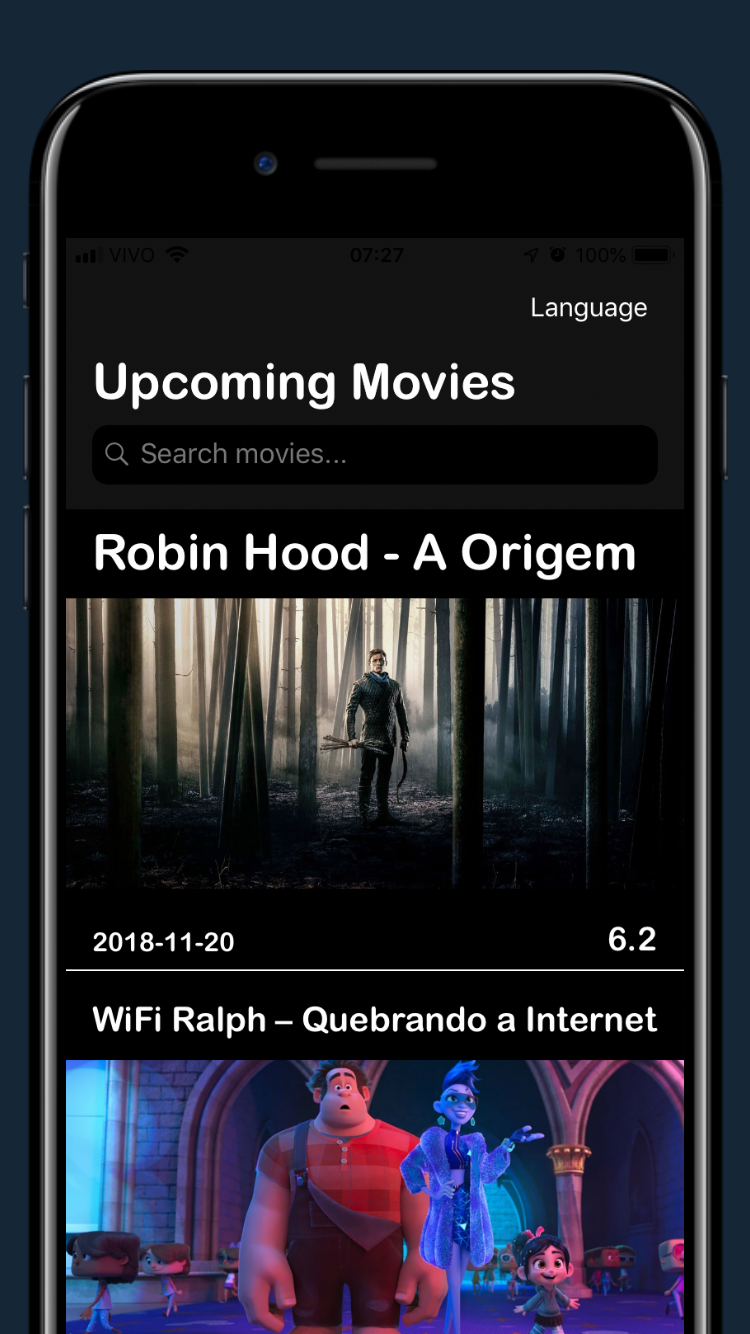 VIVO 07:27 100%
Language
Upcoming Movies
Search movies...
Robin Hood - A Origem
2018-11-20 6.2
WiFi Ralph – Quebrando a Internet